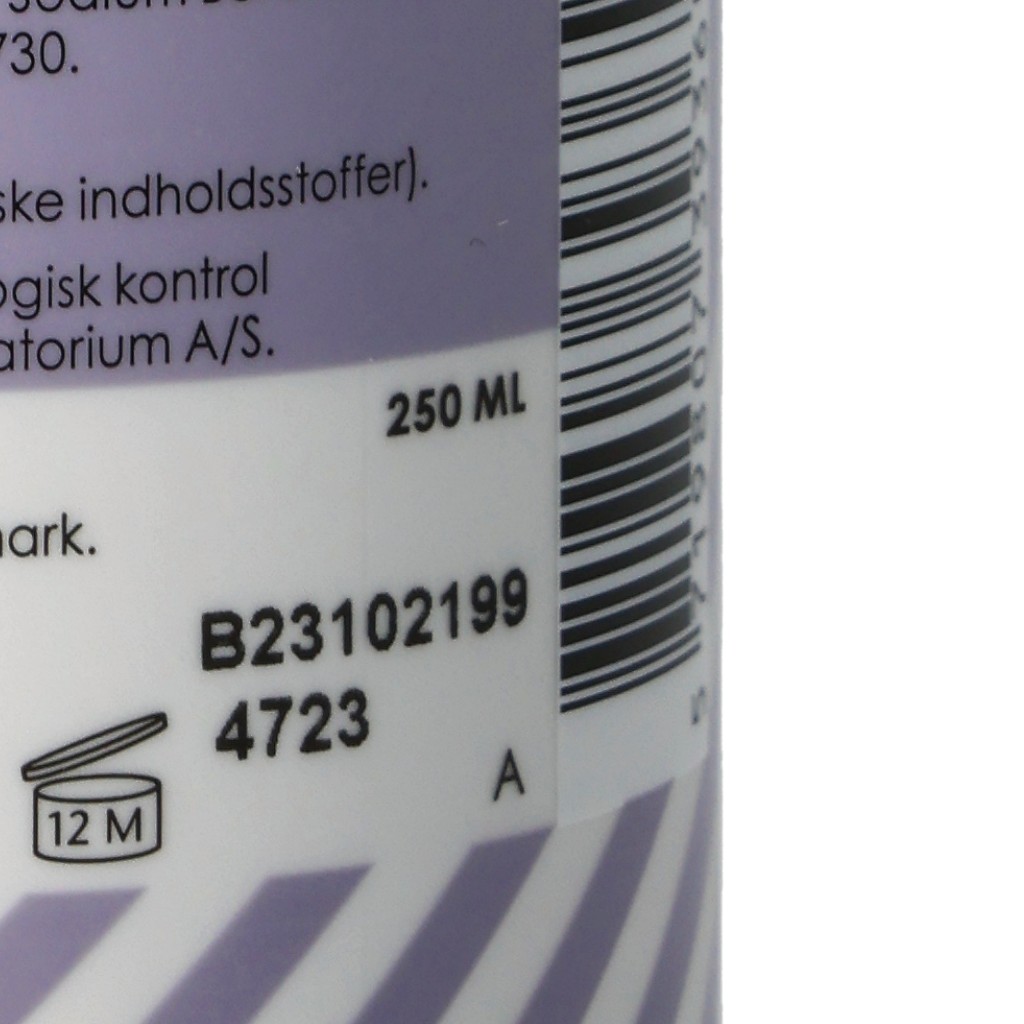 730.
ske indholdsstoffer).
ogisk kontrol
atorium A/S.
250 ML
ark.
B23102199
4723
A
12 M